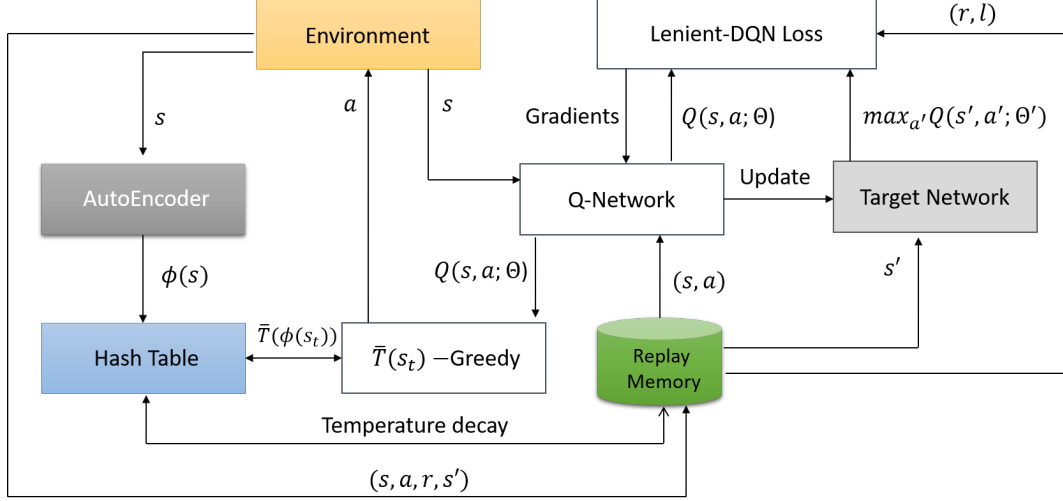 Environment
Lenient-DQN Loss
(r, l)
s
a
s
Gradients
Q(s, a; Θ)
max_{a'}Q(s', a'; Θ')
AutoEncoder
Q-Network
Update
Target Network
ϕ(s)
Q(s, a; Θ)
(s, a)
s'
Hash Table
T̄(ϕ(s_t))
T̄(s_t) –Greedy
Replay
Memory
Temperature decay
(s, a, r, s')